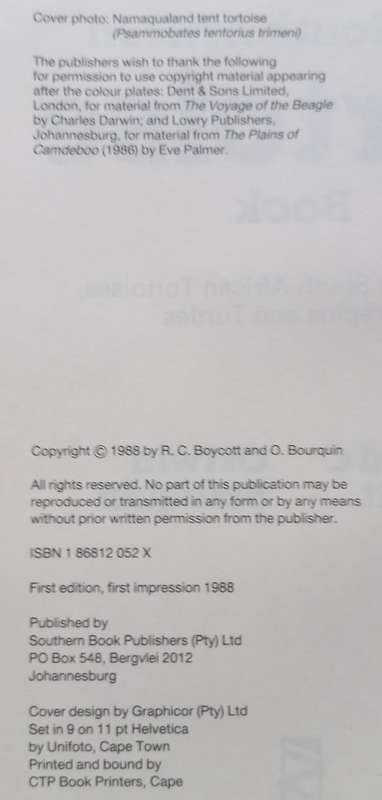 Cover photo: Namaqualand tent tortoise
(Psammobates tentorius trimeni)
The publishers wish to thank the following
for permission to use copyright material appearing
after the colour plates: Dent & Sons Limited,
London, for material from The Voyage of the Beagle
by Charles Darwin; and Lowry Publishers,
Johannesburg, for material from The Plains of
Camdeboo (1986) by Eve Palmer.
Book
South African Tortoises,
and Turtles
Copyright © 1988 by R. C. Boycott and O. Bourquin
All rights reserved. No part of this publication may be
reproduced or transmitted in any form or by any means
without prior written permission from the publisher.
ISBN 1 86812 052 X
First edition, first impression 1988
Published by
Southern Book Publishers (Pty) Ltd
PO Box 548, Bergvlei 2012
Johannesburg
Cover design by Graphicor (Pty) Ltd
Set in 9 on 11 pt Helvetica
by Unifoto, Cape Town
Printed and bound by
CTP Book Printers, Cape